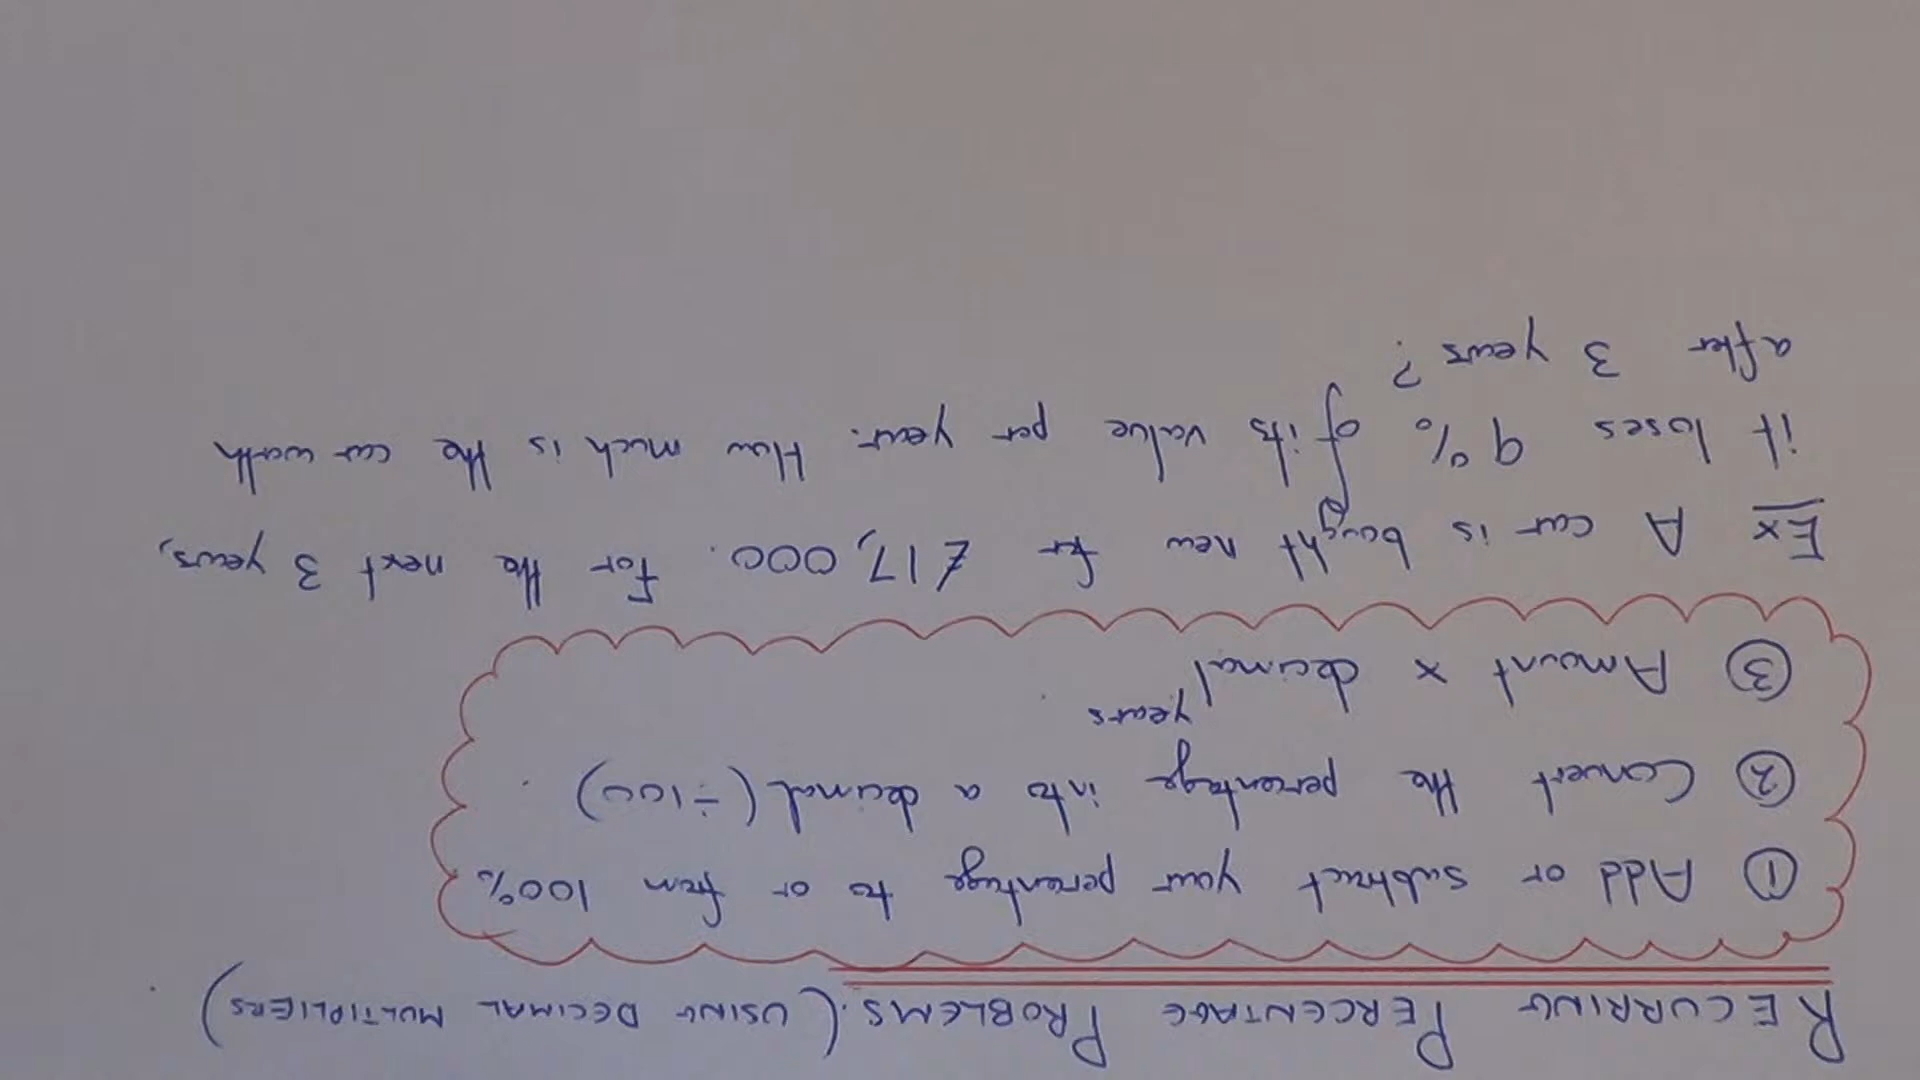 RECURRING PERCENTAGE PROBLEMS. (USING DECIMAL MULTIPLIERS)
① Add or subtract your percentage to or from 100%
② Convert the percentage into a decimal (÷100)
③ Amount × decimal years
Ex A car is bought new for £17,000. For the next 3 years,
it loses 9% of its value per year. How much is the car worth
after 3 years?